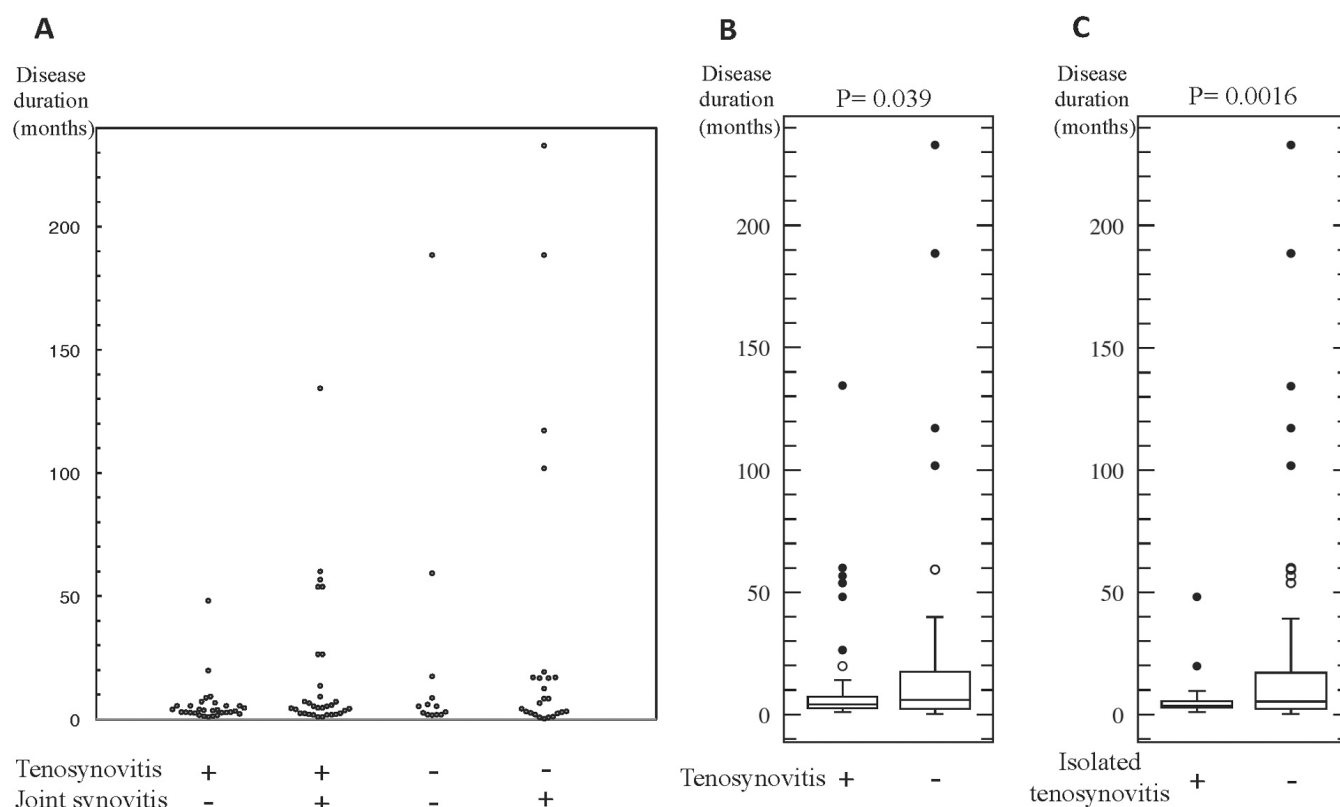 A
Disease
duration
(months)
200
150
100
50
0
Tenosynovitis + + - -
Joint synovitis - + - +
B
Disease
duration
(months)
P= 0.039
200
150
100
50
0
Tenosynovitis + -
C
Disease
duration
(months)
P= 0.0016
200
150
100
50
0
Isolated
tenosynovitis + -